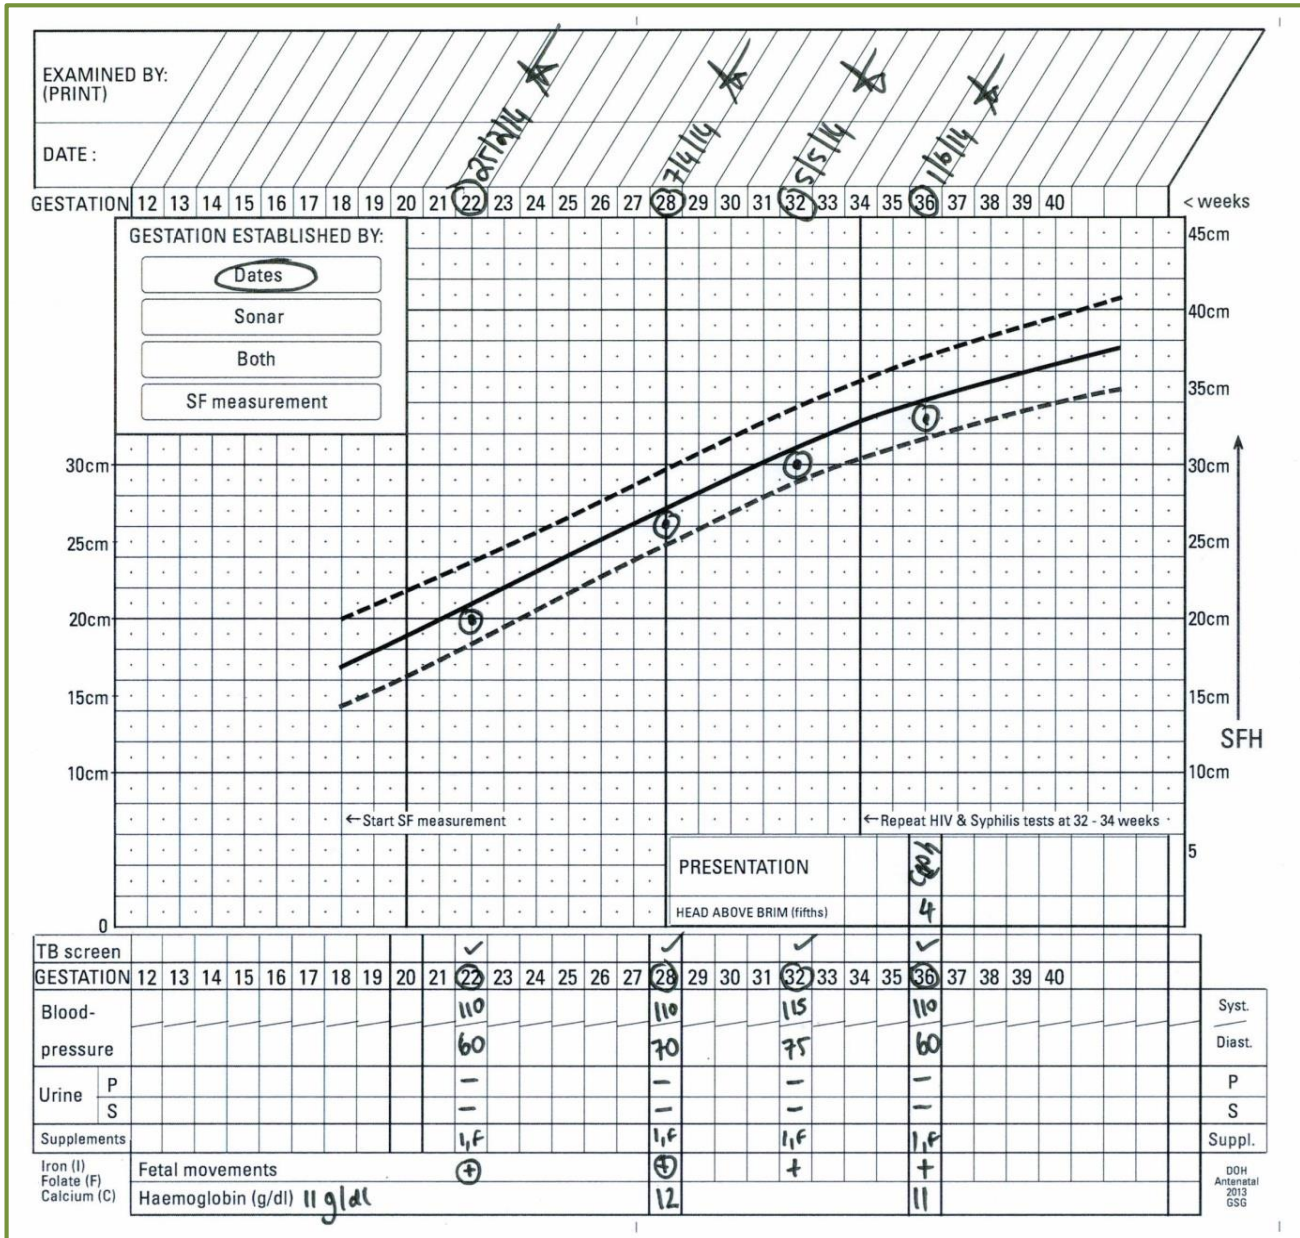 EXAMINED BY:
(PRINT)
DATE :
25/2/14
7/4/14
5/5/14
1/6/14
GESTATION 12 13 14 15 16 17 18 19 20 21 22 23 24 25 26 27 28 29 30 31 32 33 34 35 36 37 38 39 40 < weeks
GESTATION ESTABLISHED BY:
Dates
Sonar
Both
SF measurement
45cm
40cm
35cm
30cm 30cm
25cm 25cm
20cm 20cm
15cm 15cm
SFH
10cm 10cm
←Start SF measurement ←Repeat HIV & Syphilis tests at 32 - 34 weeks
5
PRESENTATION
HEAD ABOVE BRIM (fifths) 4
0
TB screen ✓ ✓ ✓ ✓
GESTATION 12 13 14 15 16 17 18 19 20 21 22 23 24 25 26 27 28 29 30 31 32 33 34 35 36 37 38 39 40
Blood- 110 110 115 110 Syst.
pressure 60 70 75 60 Diast.
Urine P - - - - P
S - - - - S
Supplements I,F I,F I,F I,F Suppl.
Iron (I)
Folate (F)
Calcium (C)
Fetal movements + + + +
Haemoglobin (g/dl) 11 g/dl 12 11
DOH
Antenatal
2013
GSG